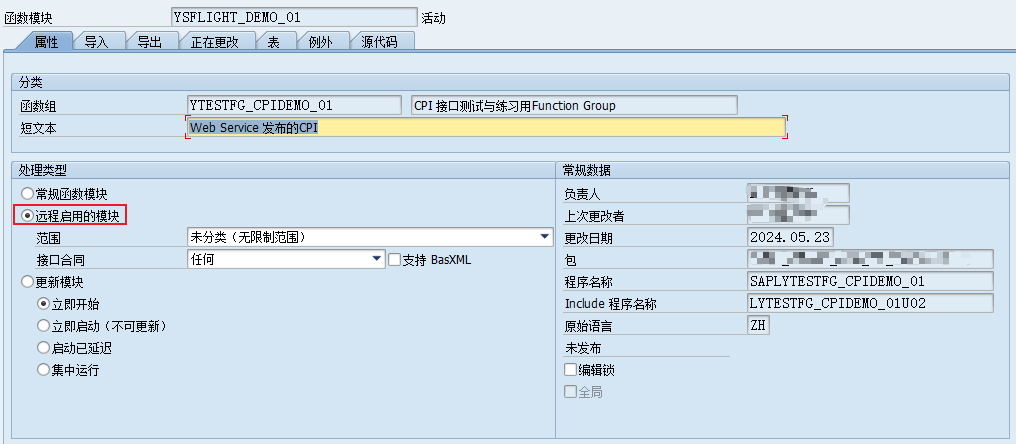 函数模块 YSFLIGHT_DEMO_01 活动
属性 导入 导出 正在更改 表 例外 源代码
分类
函数组 YTESTFG_CPIDEMO_01 CPI 接口测试与练习用Function Group
短文本 Web Service 发布的CPI
处理类型
常规函数模块
远程启用的模块
范围 未分类（无限制范围）
接口合同 任何 支持 BasXML
更新模块
立即开始
立即启动（不可更新）
启动已延迟
集中运行
常规数据
负责人
上次更改者
更改日期 2024.05.23
包
程序名称 SAPLYTESTFG_CPIDEMO_01
Include 程序名称 LYTESTFG_CPIDEMO_01U02
原始语言 ZH
未发布
编辑锁
全局